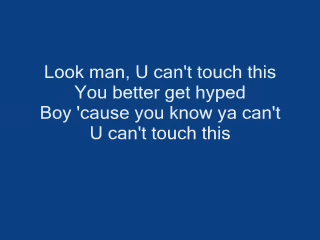 Look man, U can't touch this
You better get hyped
Boy 'cause you know ya can't
U can't touch this